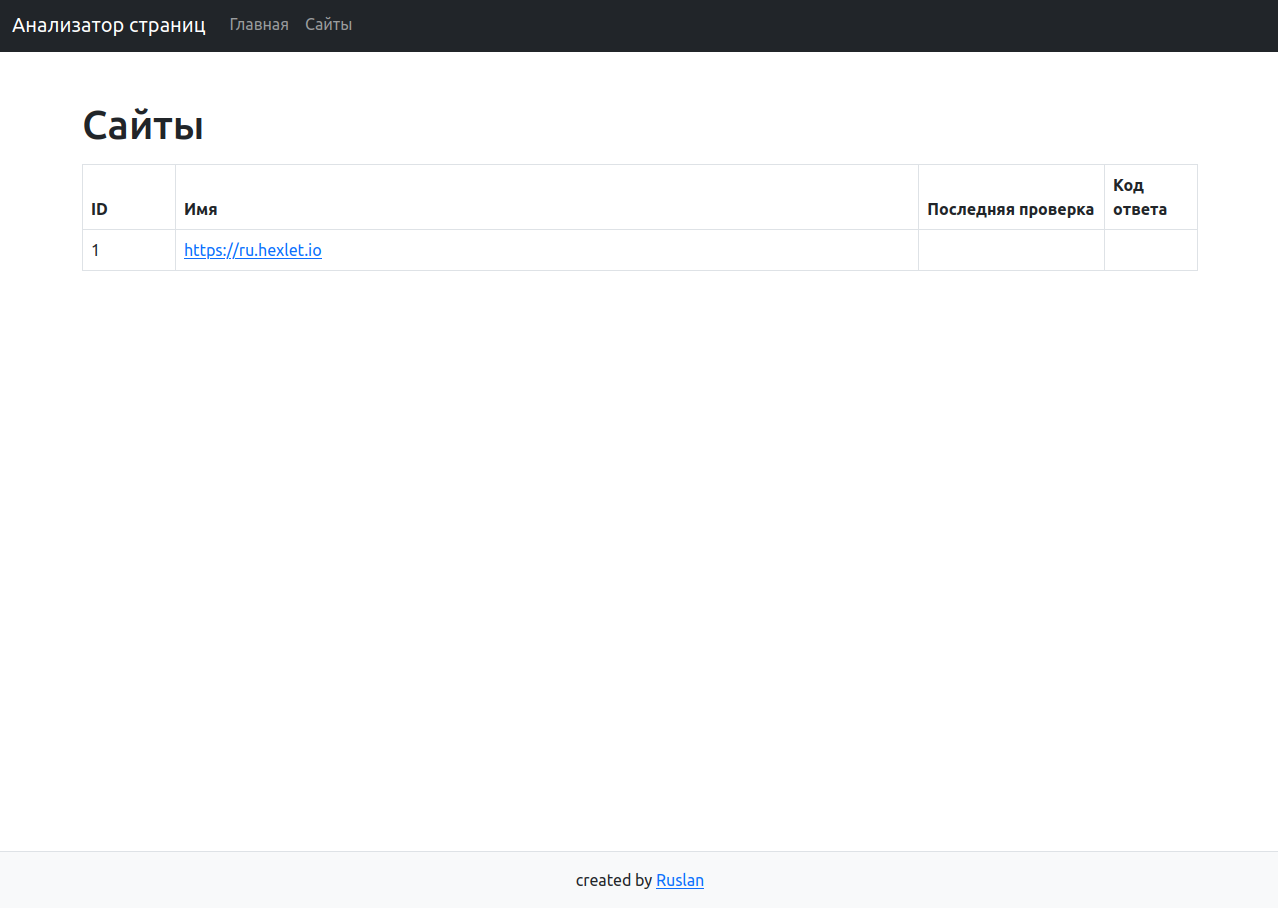 Анализатор страниц Главная Сайты
Сайты
ID Имя Последняя проверка Код ответа
1 https://ru.hexlet.io
created by Ruslan